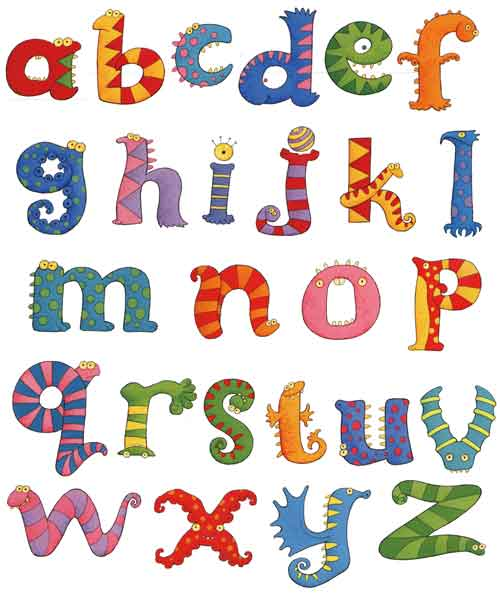 abcdef
ghijkl
mnop
qrstuv
wxyz